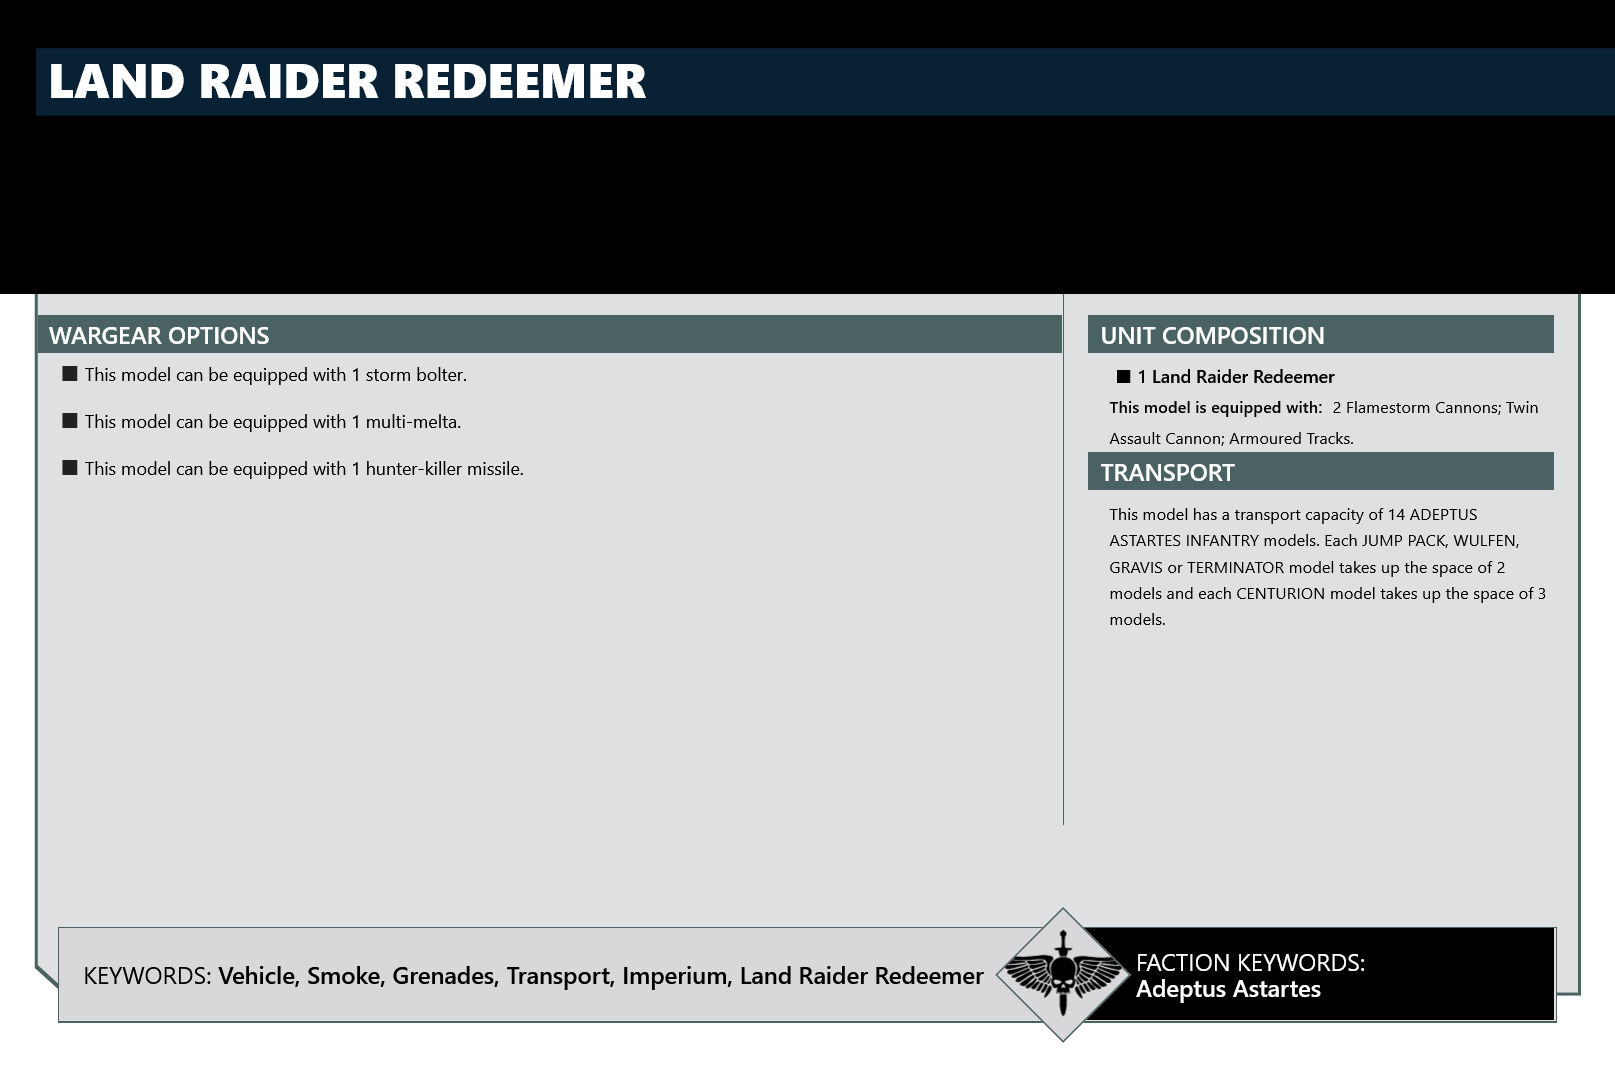 LAND RAIDER REDEEMER
WARGEAR OPTIONS
■ This model can be equipped with 1 storm bolter.
■ This model can be equipped with 1 multi-melta.
■ This model can be equipped with 1 hunter-killer missile.
UNIT COMPOSITION
■ 1 Land Raider Redeemer
This model is equipped with: 2 Flamestorm Cannons; Twin
Assault Cannon; Armoured Tracks.
TRANSPORT
This model has a transport capacity of 14 ADEPTUS
ASTARTES INFANTRY models. Each JUMP PACK, WULFEN,
GRAVIS or TERMINATOR model takes up the space of 2
models and each CENTURION model takes up the space of 3
models.
KEYWORDS: Vehicle, Smoke, Grenades, Transport, Imperium, Land Raider Redeemer
FACTION KEYWORDS:
Adeptus Astartes